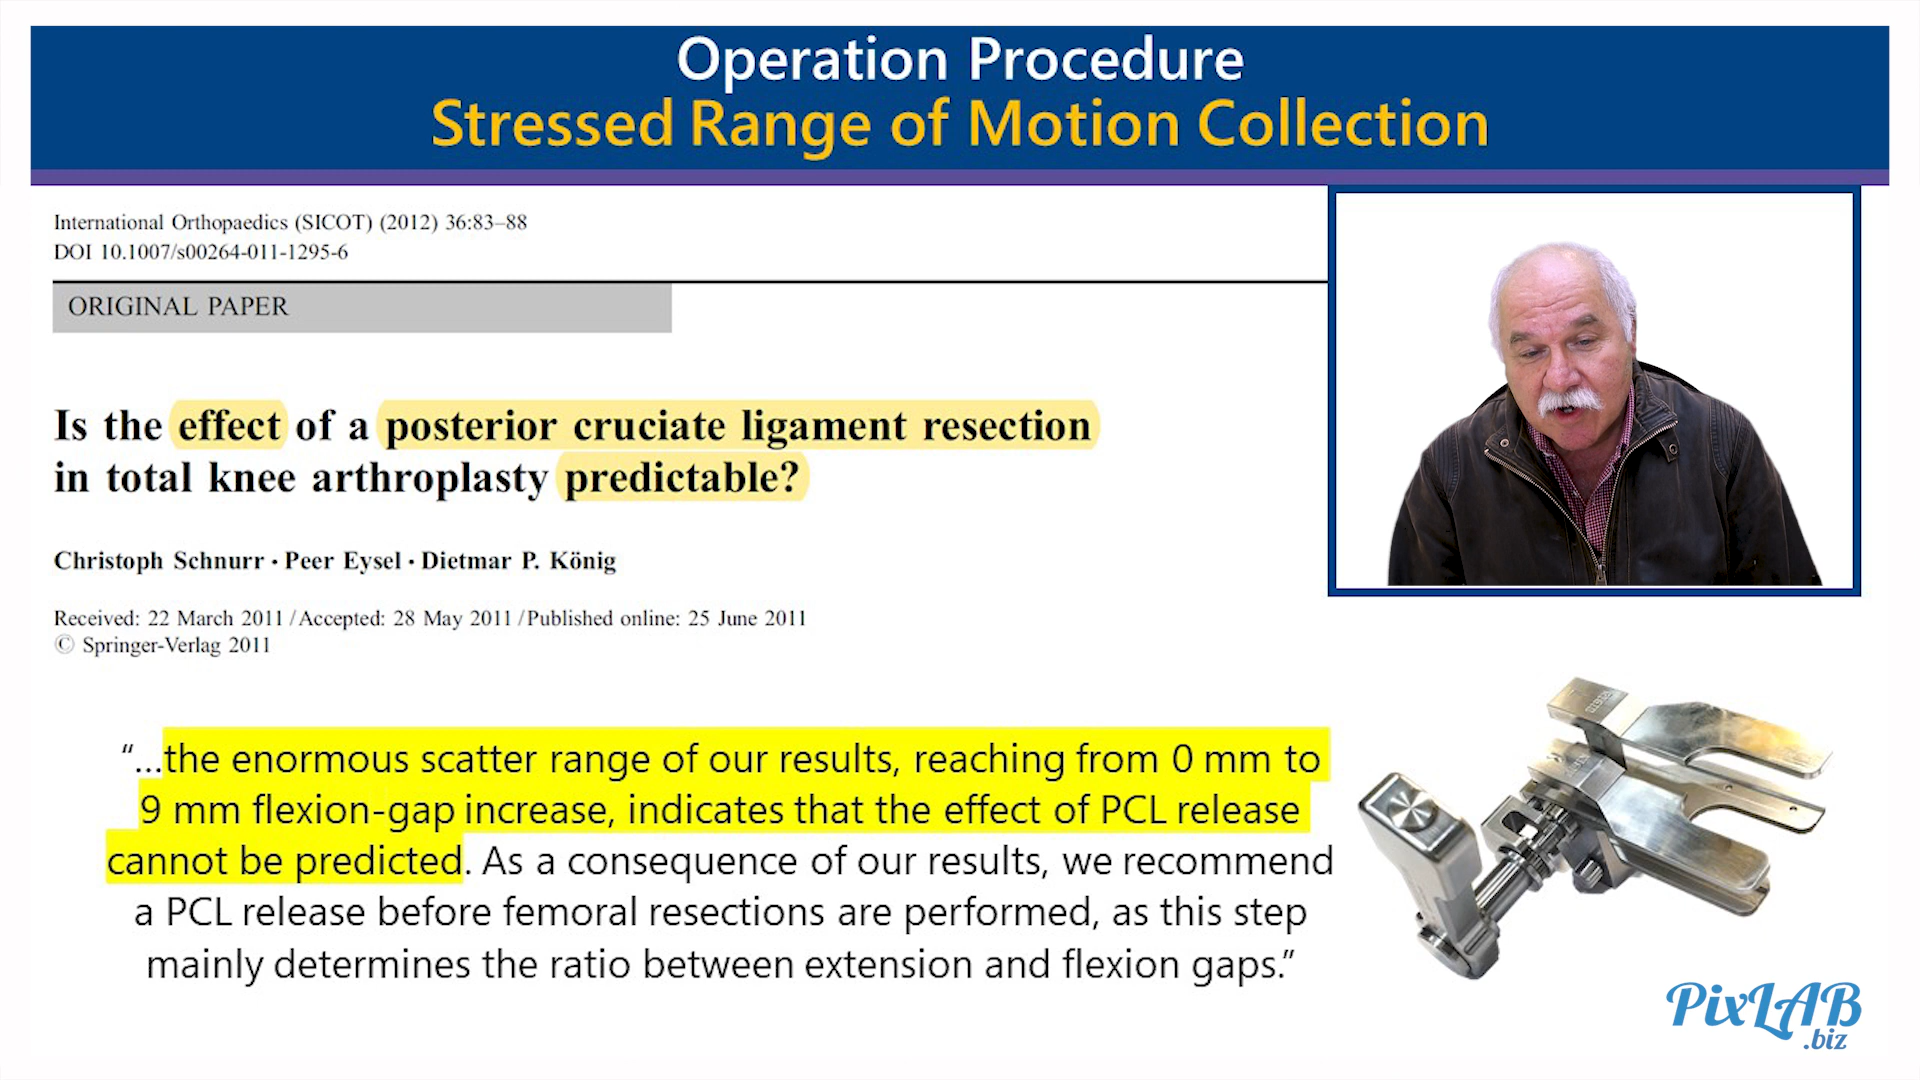 Operation Procedure
Stressed Range of Motion Collection
International Orthopaedics (SICOT) (2012) 36:83–88
DOI 10.1007/s00264-011-1295-6
ORIGINAL PAPER
Is the effect of a posterior cruciate ligament resection
in total knee arthroplasty predictable?
Christoph Schnurr · Peer Eysel · Dietmar P. König
Received: 22 March 2011 / Accepted: 28 May 2011 / Published online: 25 June 2011
© Springer-Verlag 2011
“...the enormous scatter range of our results, reaching from 0 mm to
9 mm flexion-gap increase, indicates that the effect of PCL release
cannot be predicted. As a consequence of our results, we recommend
a PCL release before femoral resections are performed, as this step
mainly determines the ratio between extension and flexion gaps.”
PixLAB
.biz